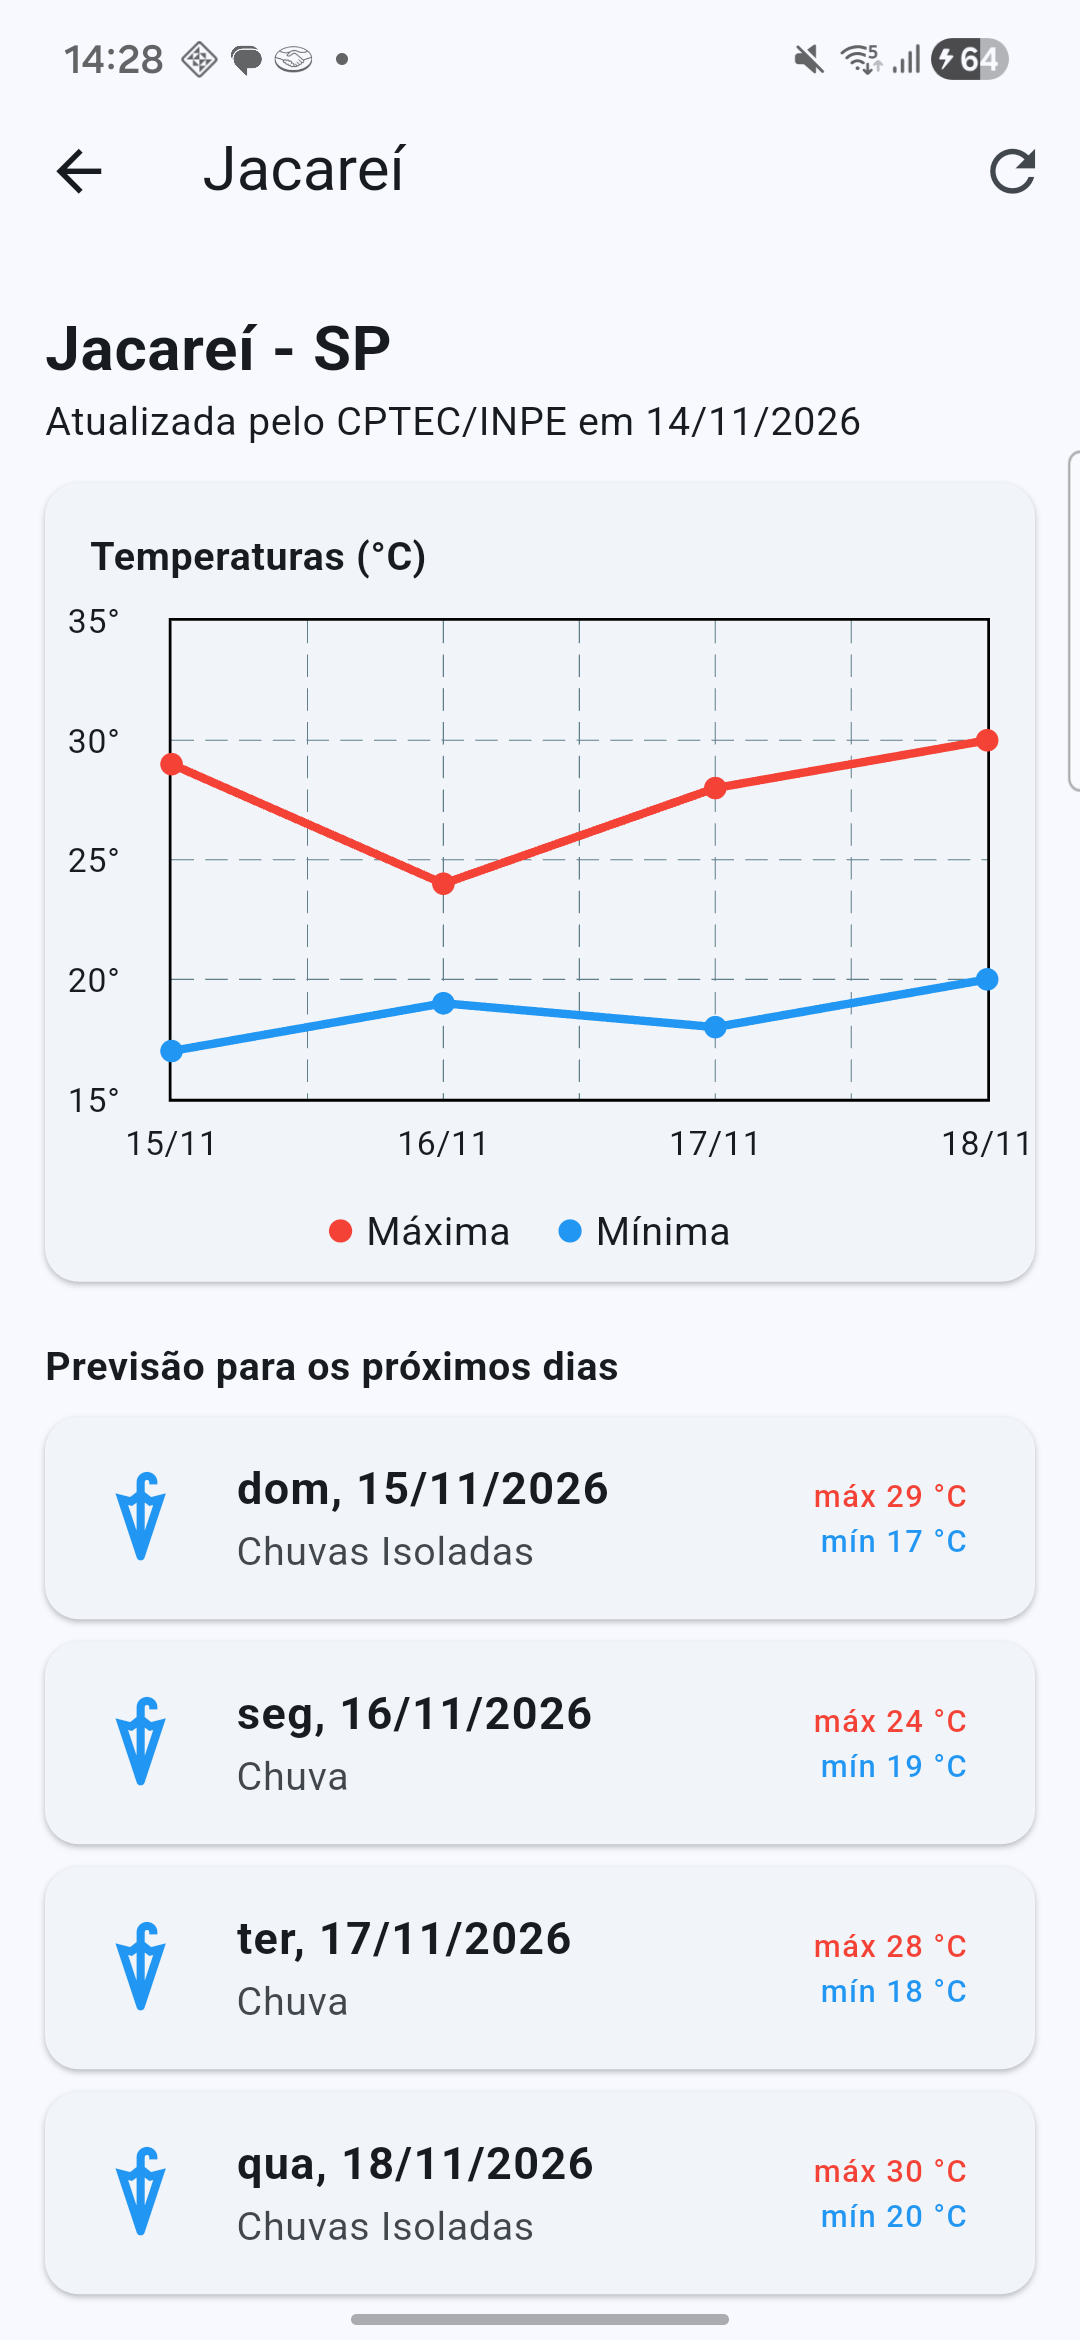 14:28
5
64
Jacareí
Jacareí - SP
Atualizada pelo CPTEC/INPE em 14/11/2026
Temperaturas (°C)
35°
30°
25°
20°
15°
15/11 16/11 17/11 18/11
Máxima Mínima
Previsão para os próximos dias
dom, 15/11/2026
Chuvas Isoladas
máx 29 °C
mín 17 °C
seg, 16/11/2026
Chuva
máx 24 °C
mín 19 °C
ter, 17/11/2026
Chuva
máx 28 °C
mín 18 °C
qua, 18/11/2026
Chuvas Isoladas
máx 30 °C
mín 20 °C